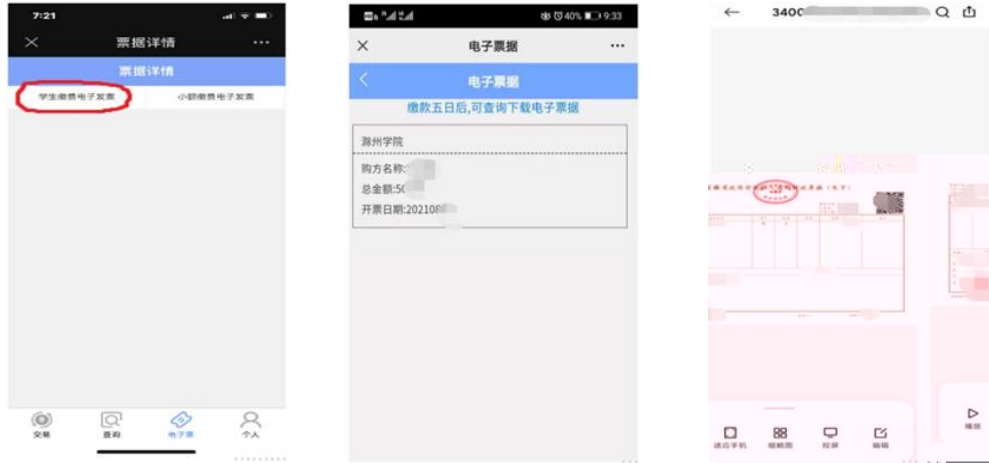 7:21
票据详情
票据详情
学生缴费电子发票
小额缴费电子发票
交易
查询
电子票
个人
40%
9:33
电子票据
电子票据
缴款五日后,可查询下载电子票据
滁州学院
购方名称:
总金额:50
开票日期:202108
3400
适应手机
缩略图
投屏
编辑
播放